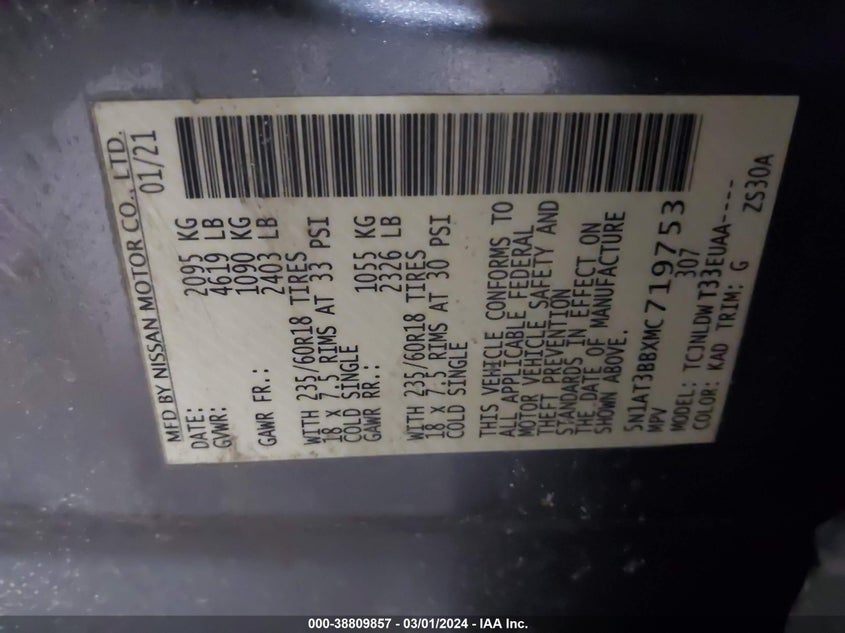 MFD BY NISSAN MOTOR CO., LTD.
DATE: 01/21
GVWR: 2095 KG
4619 LB
GAWR FR.: 1090 KG
2403 LB
WITH 235/60R18 TIRES
18 X 7.5 RIMS AT 33 PSI
COLD SINGLE
GAWR RR.: 1055 KG
2326 LB
WITH 235/60R18 TIRES
18 X 7.5 RIMS AT 30 PSI
COLD SINGLE
THIS VEHICLE CONFORMS TO
ALL APPLICABLE FEDERAL
MOTOR VEHICLE SAFETY AND
THEFT PREVENTION
STANDARDS IN EFFECT ON
THE DATE OF MANUFACTURE
SHOWN ABOVE.
5N1AT3BBXMC719753
MPV 307
MODEL: TCJNLDWT33EUAA----
COLOR: KAD TRIM: G ZS30A
000-38809857 - 03/01/2024 - IAA Inc.